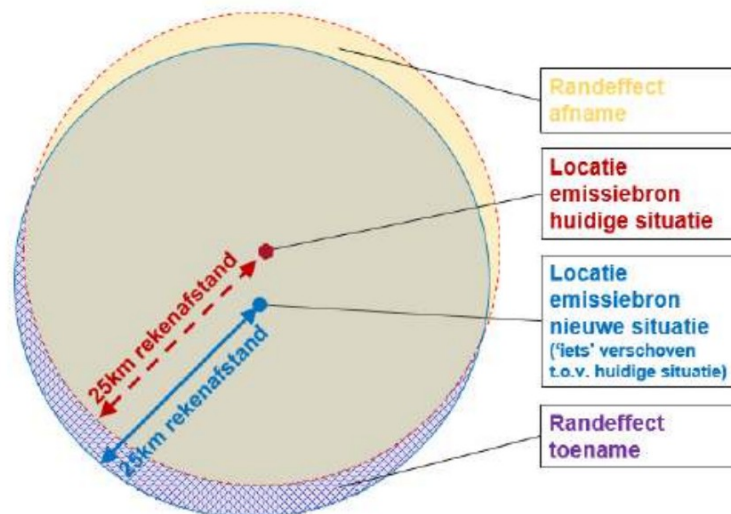 Randeffect
afname
Locatie
emissiebron
huidige situatie
25km rekenafstand
Locatie
emissiebron
nieuwe situatie
('iets' verschoven
t.o.v. huidige situatie)
25km rekenafstand
Randeffect
toename